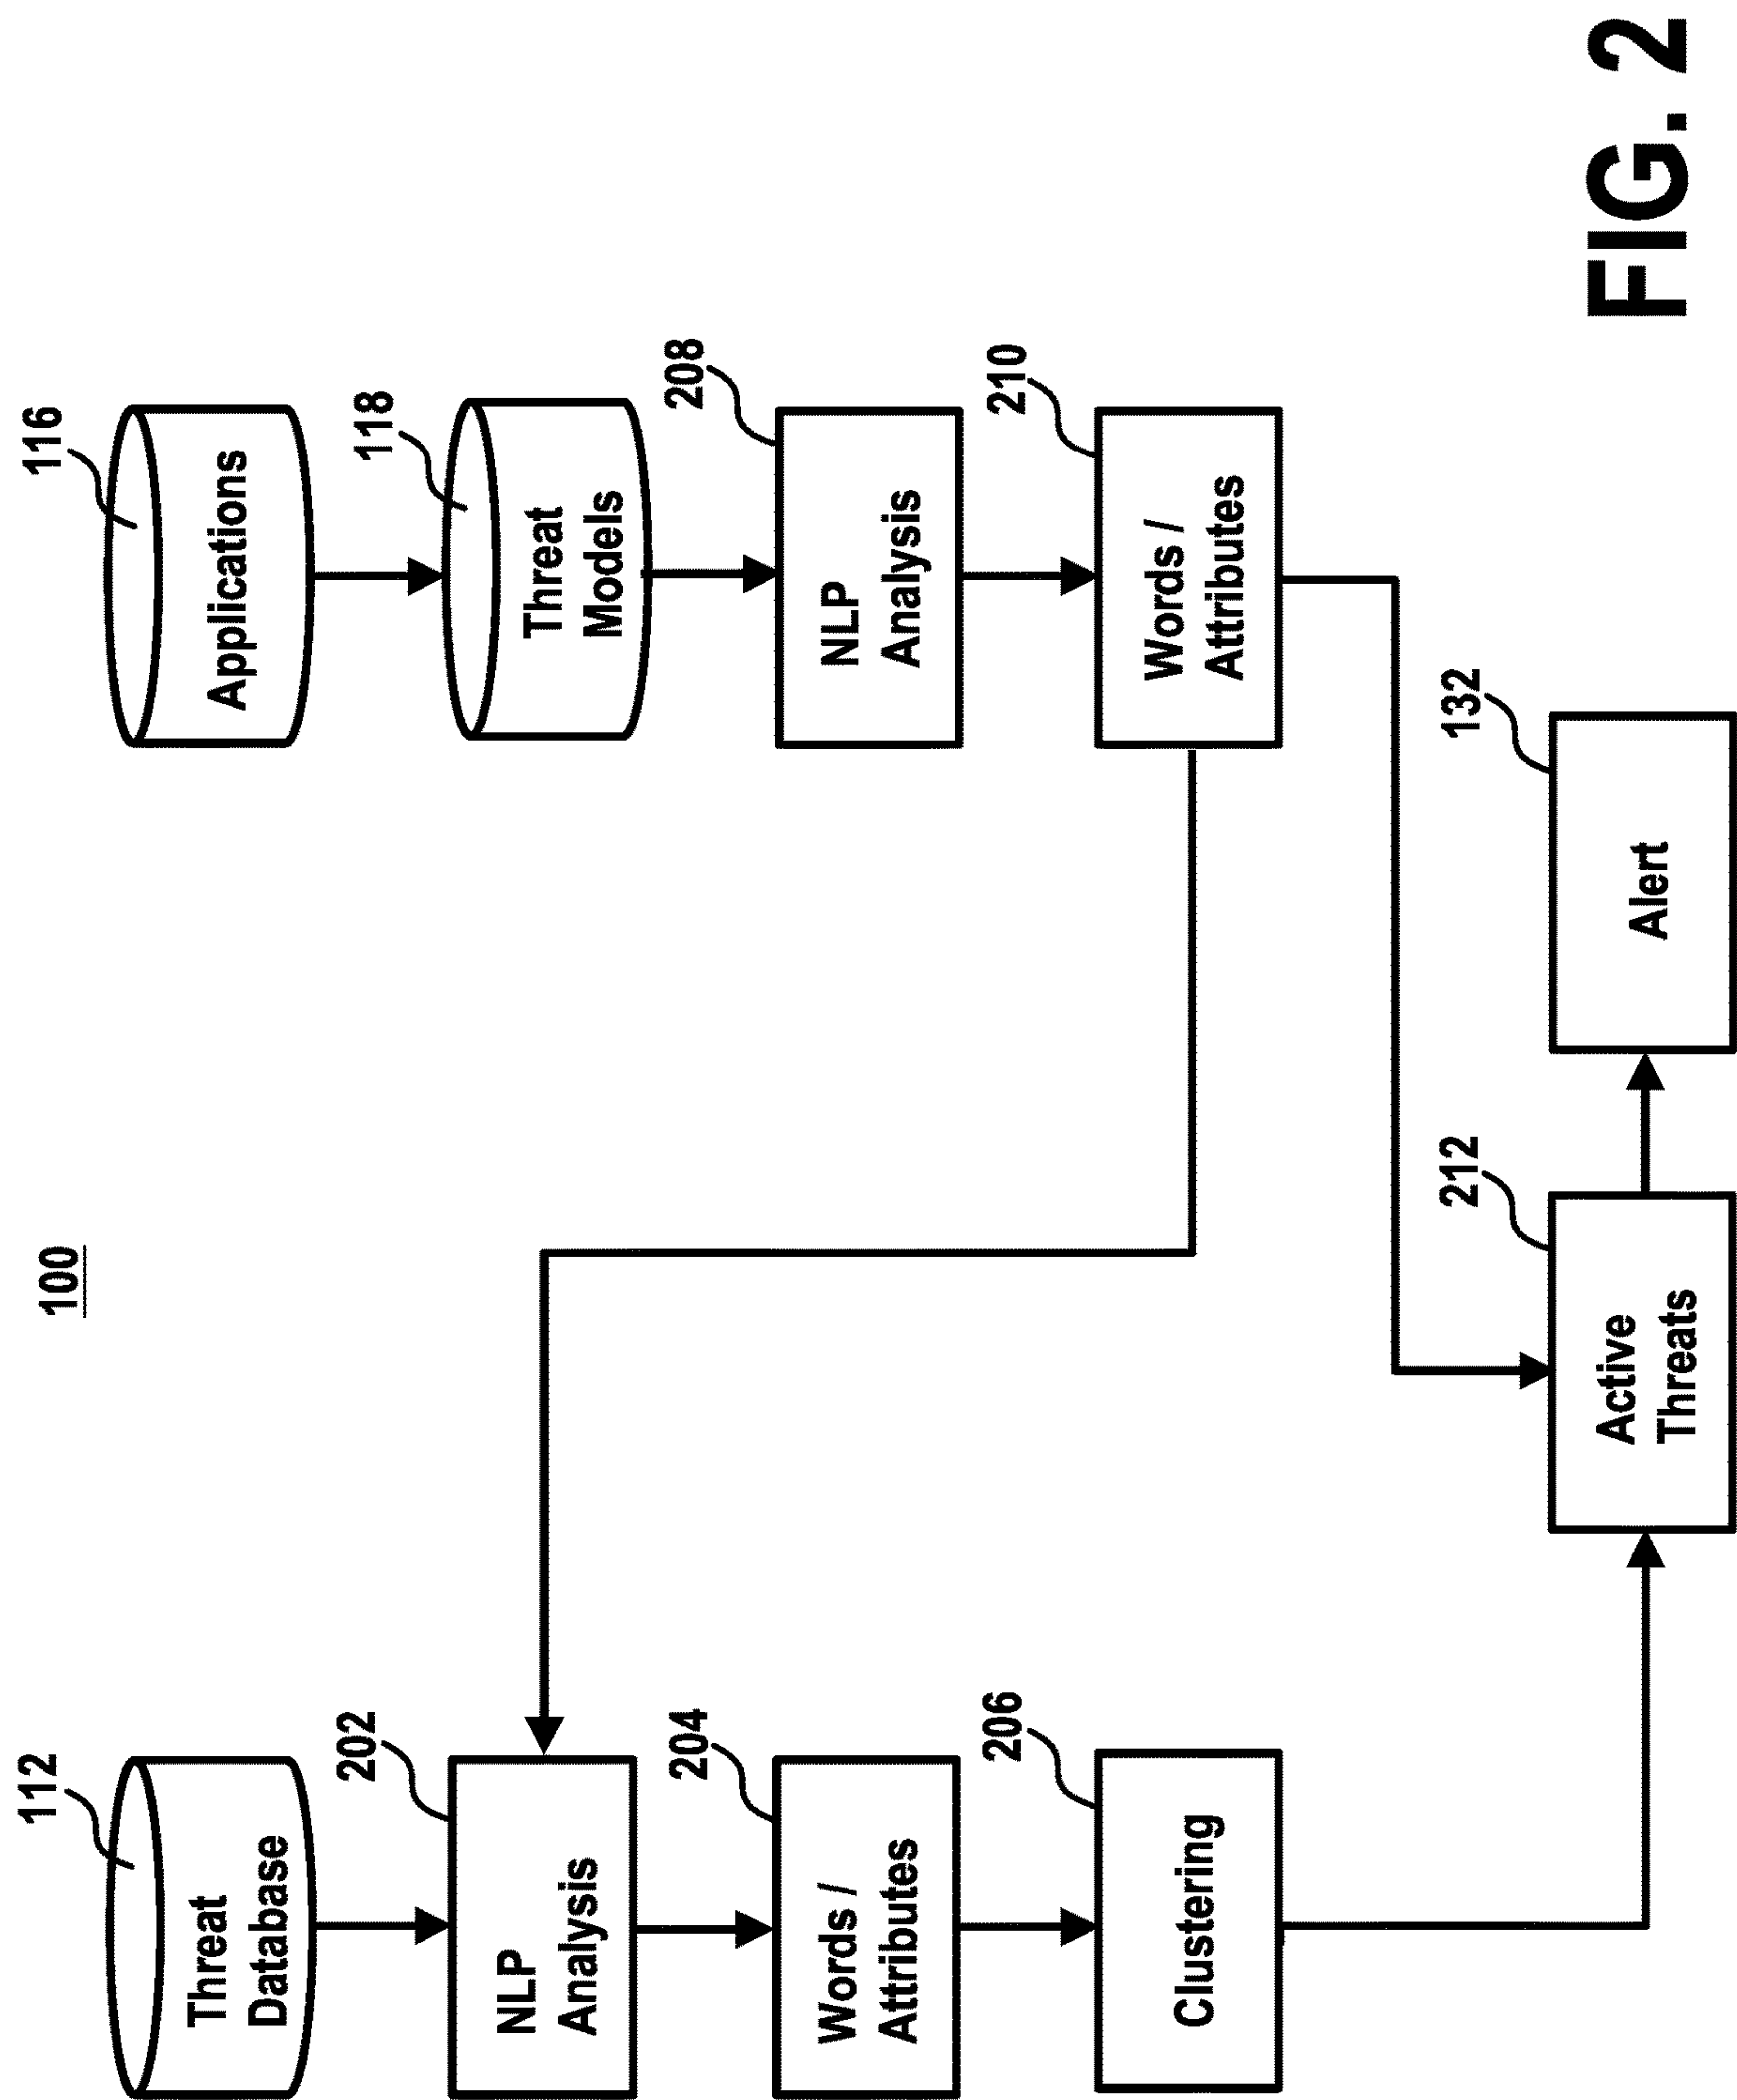 100
112
Threat
Database
202
NLP
Analysis
204
Words /
Attributes
206
Clustering
116
Applications
118
Threat
Models
208
NLP
Analysis
210
Words /
Attributes
212
Active
Threats
132
Alert
FIG. 2